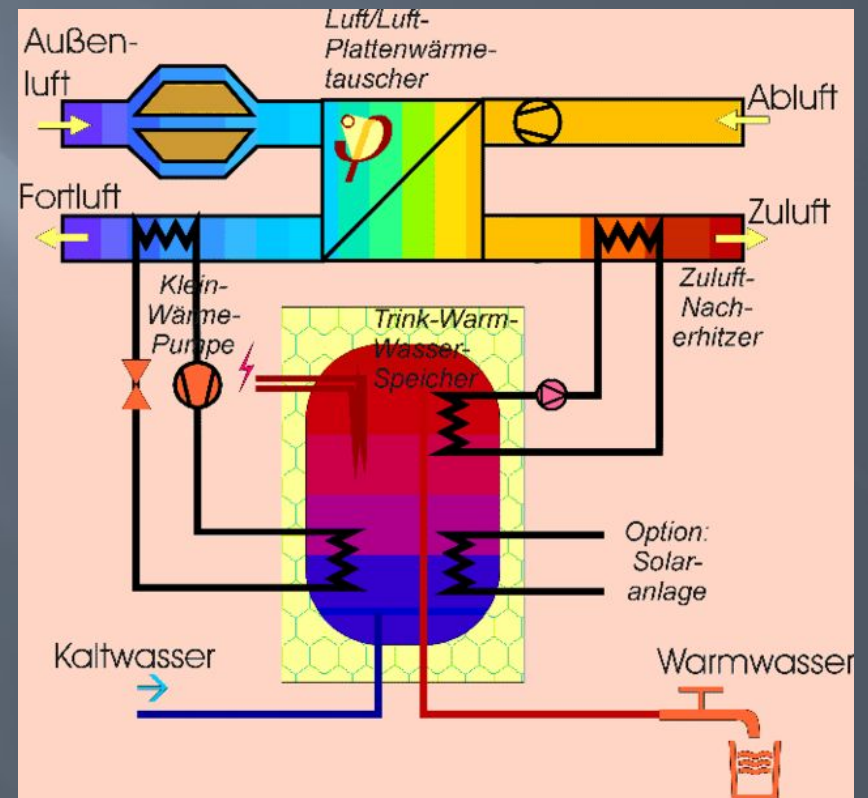 Außen-
luft
Luft/Luft-
Plattenwärme-
tauscher
Abluft
Fortluft
Zuluft
Klein-
Wärme-
Pumpe
Trink-Warm-
Wasser-
Speicher
Zuluft-
Nach-
erhitzer
Option:
Solar-
anlage
Kaltwasser
Warmwasser